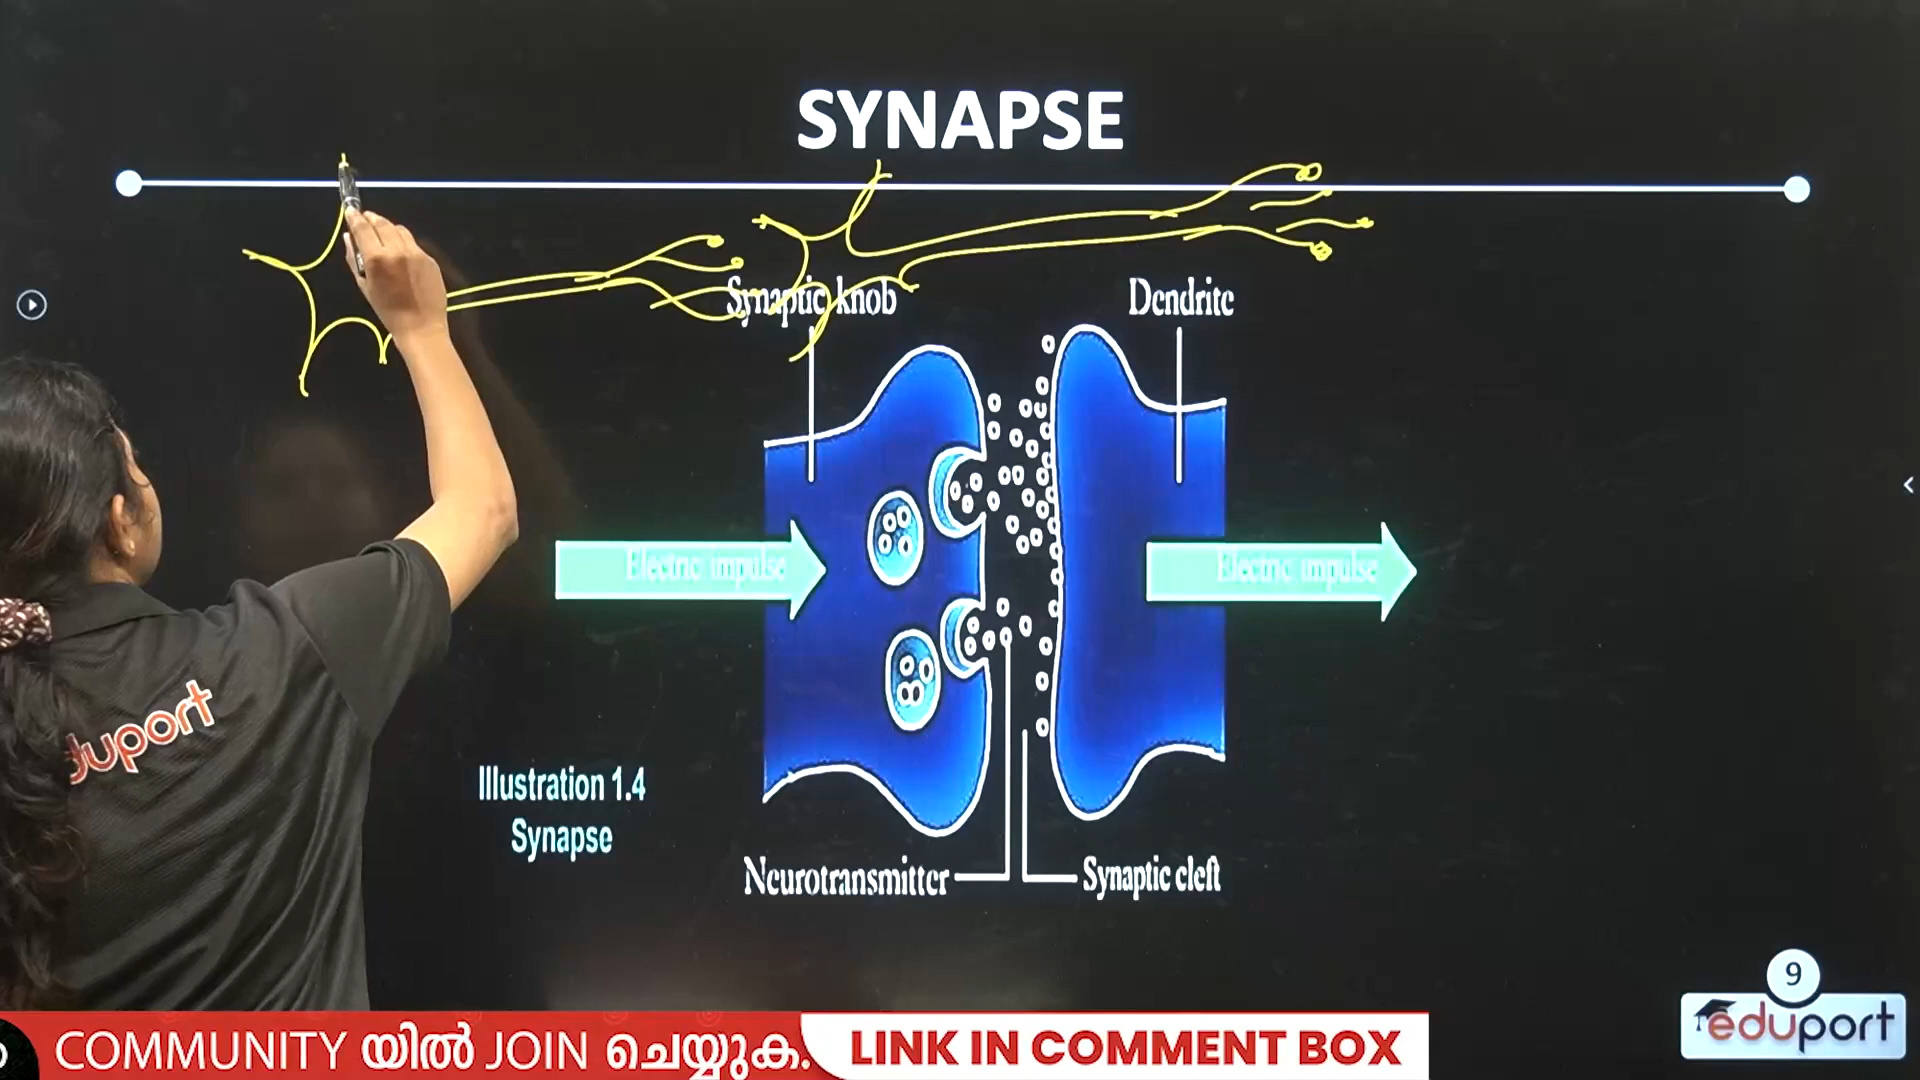 SYNAPSE
Synaptic knob
Dendrite
Electric impulse
Electric impulse
Illustration 1.4
Synapse
Neurotransmitter
Synaptic cleft
duport
9
eduport
COMMUNITY യിൽ JOIN ചെയ്യുക.
LINK IN COMMENT BOX